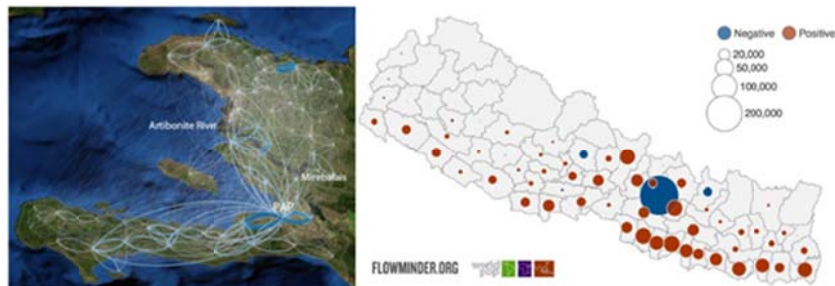 Artibonite River
Mirebalais
PAP
Negative
Positive
20,000
50,000
100,000
200,000
FLOWMINDER.ORG